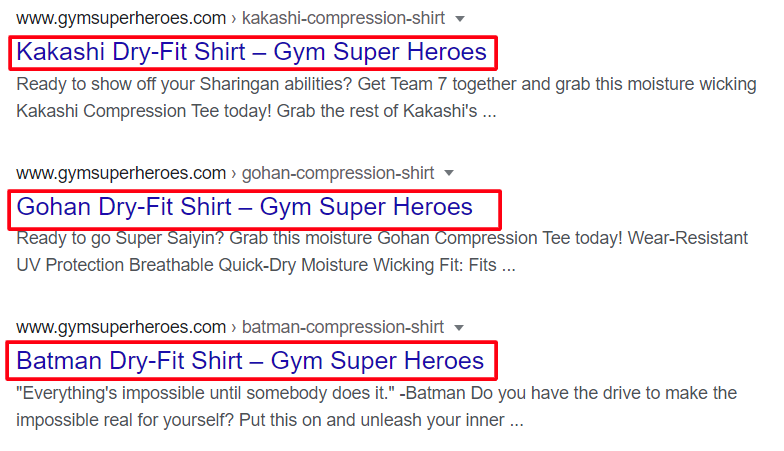 www.gymsuperheroes.com › kakashi-compression-shirt
Kakashi Dry-Fit Shirt – Gym Super Heroes
Ready to show off your Sharingan abilities? Get Team 7 together and grab this moisture wicking
Kakashi Compression Tee today! Grab the rest of Kakashi's ...
www.gymsuperheroes.com › gohan-compression-shirt
Gohan Dry-Fit Shirt – Gym Super Heroes
Ready to go Super Saiyin? Grab this moisture Gohan Compression Tee today! Wear-Resistant
UV Protection Breathable Quick-Dry Moisture Wicking Fit: Fits ...
www.gymsuperheroes.com › batman-compression-shirt
Batman Dry-Fit Shirt – Gym Super Heroes
"Everything's impossible until somebody does it." -Batman Do you have the drive to make the
impossible real for yourself? Put this on and unleash your inner ...